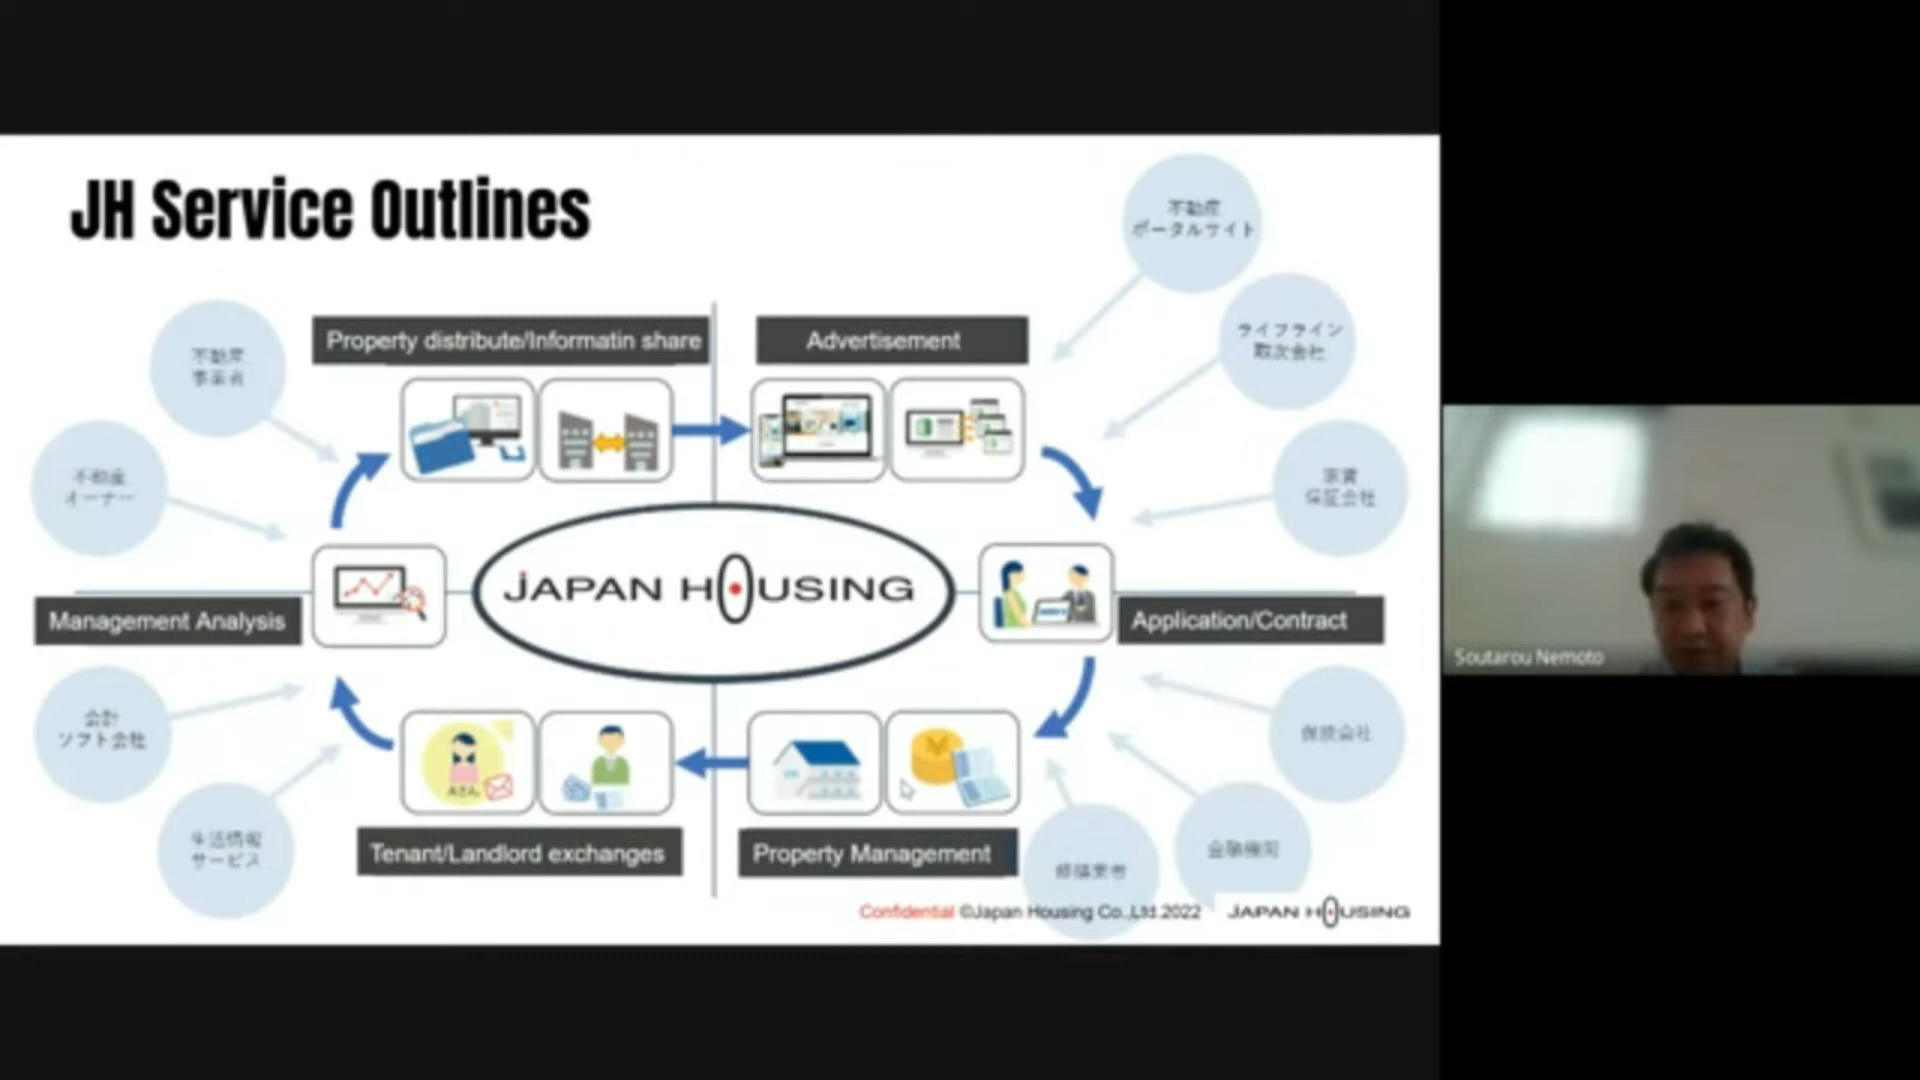 JH Service Outlines
不動産
ポータルサイト
ライフライン
取次会社
Property distribute/Informatin share
Advertisement
不動産
事業者
不動産
オーナー
家賃
保証会社
JAPAN HOUSING
Management Analysis
Application/Contract
Soutarou Nemoto
会計
ソフト会社
保険会社
Aさん
生活情報
サービス
Tenant/Landlord exchanges
Property Management
修繕業者
金融機関
Confidential ©Japan Housing Co.,Ltd.2022
JAPAN HOUSING